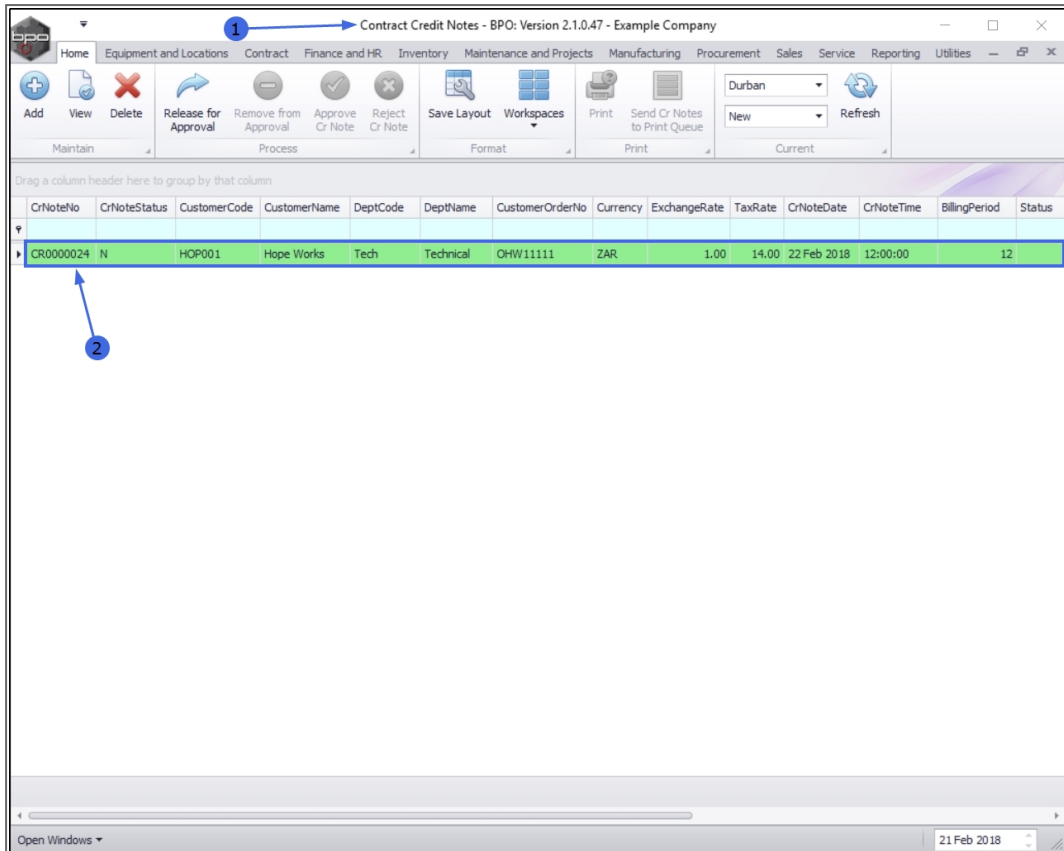 1
Contract Credit Notes - BPO: Version 2.1.0.47 - Example Company
bpo
Home Equipment and Locations Contract Finance and HR Inventory Maintenance and Projects Manufacturing Procurement Sales Service Reporting Utilities
Add View Delete Release for Approval Remove from Approval Approve Cr Note Reject Cr Note Save Layout Workspaces Print Send Cr Notes to Print Queue Durban New Refresh
Maintain Process Format Print Current
Drag a column header here to group by that column
CrNoteNo CrNoteStatus CustomerCode CustomerName DeptCode DeptName CustomerOrderNo Currency ExchangeRate TaxRate CrNoteDate CrNoteTime BillingPeriod Status
CR0000024 N HOP001 Hope Works Tech Technical OHW11111 ZAR 1.00 14.00 22 Feb 2018 12:00:00 12
2
Open Windows 21 Feb 2018